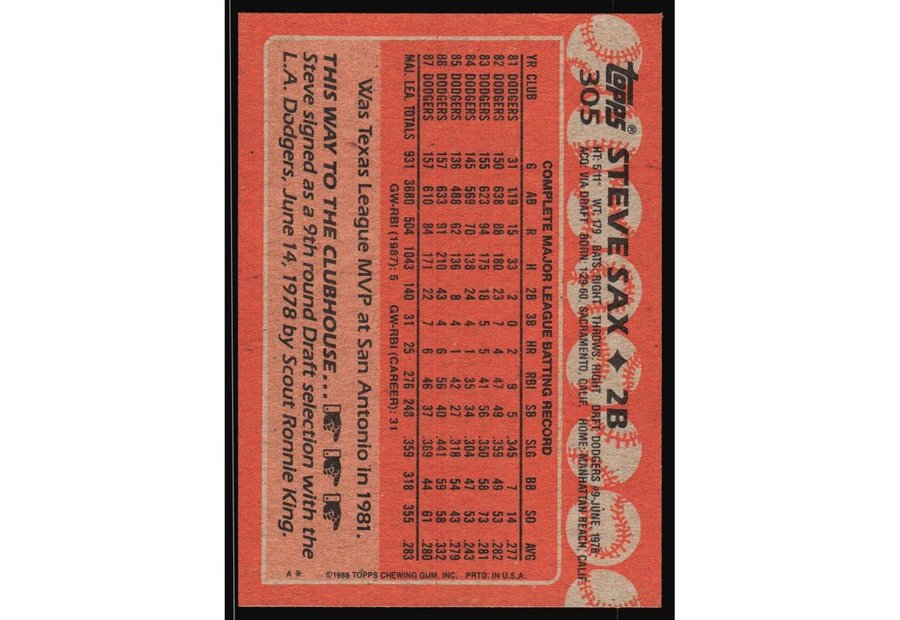 TOPPS®
305
STEVE SAX ✦ 2B
HT: 5'11" WT: 179 BATS: RIGHT THROWS: RIGHT DRFT: DODGERS #9-JUNE, 1978
ACQ: VIA DRAFT BORN: 1-29-60, SACRAMENTO, CALIF. HOME: MANHATTAN BEACH, CALIF.
COMPLETE MAJOR LEAGUE BATTING RECORD
YR CLUB G AB R H 2B 3B HR RBI SB SLG BB SO AVG
81 DODGERS 31 119 15 33 2 0 2 9 5 .345 7 14 .277
82 DODGERS 150 638 88 180 23 7 4 47 49 .359 49 53 .282
83 DODGERS 155 623 94 175 18 5 5 41 56 .350 58 73 .281
84 DODGERS 145 569 70 138 24 4 1 35 34 .304 47 53 .243
85 DODGERS 136 488 62 136 8 4 1 42 27 .318 54 43 .279
86 DODGERS 157 633 91 210 43 4 6 56 40 .441 59 58 .332
87 DODGERS 157 610 84 171 22 7 6 46 37 .369 44 61 .280
MAJ. LEA. TOTALS 931 3680 504 1043 140 31 25 276 248 .359 318 355 .283
GW-RBI (1987): 5 GW-RBI (CAREER): 31
Was Texas League MVP at San Antonio in 1981.
THIS WAY TO THE CLUBHOUSE...
Steve signed as a 9th round Draft selection with the
L.A. Dodgers, June 14, 1978 by Scout Ronnie King.
A * ©1988 TOPPS CHEWING GUM, INC. PRTD. IN U.S.A.